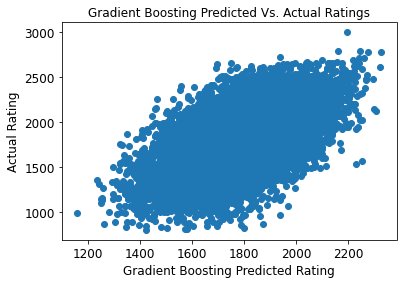 Gradient Boosting Predicted Vs. Actual Ratings
3000
2500
2000
1500
1000
Actual Rating
1200 1400 1600 1800 2000 2200
Gradient Boosting Predicted Rating